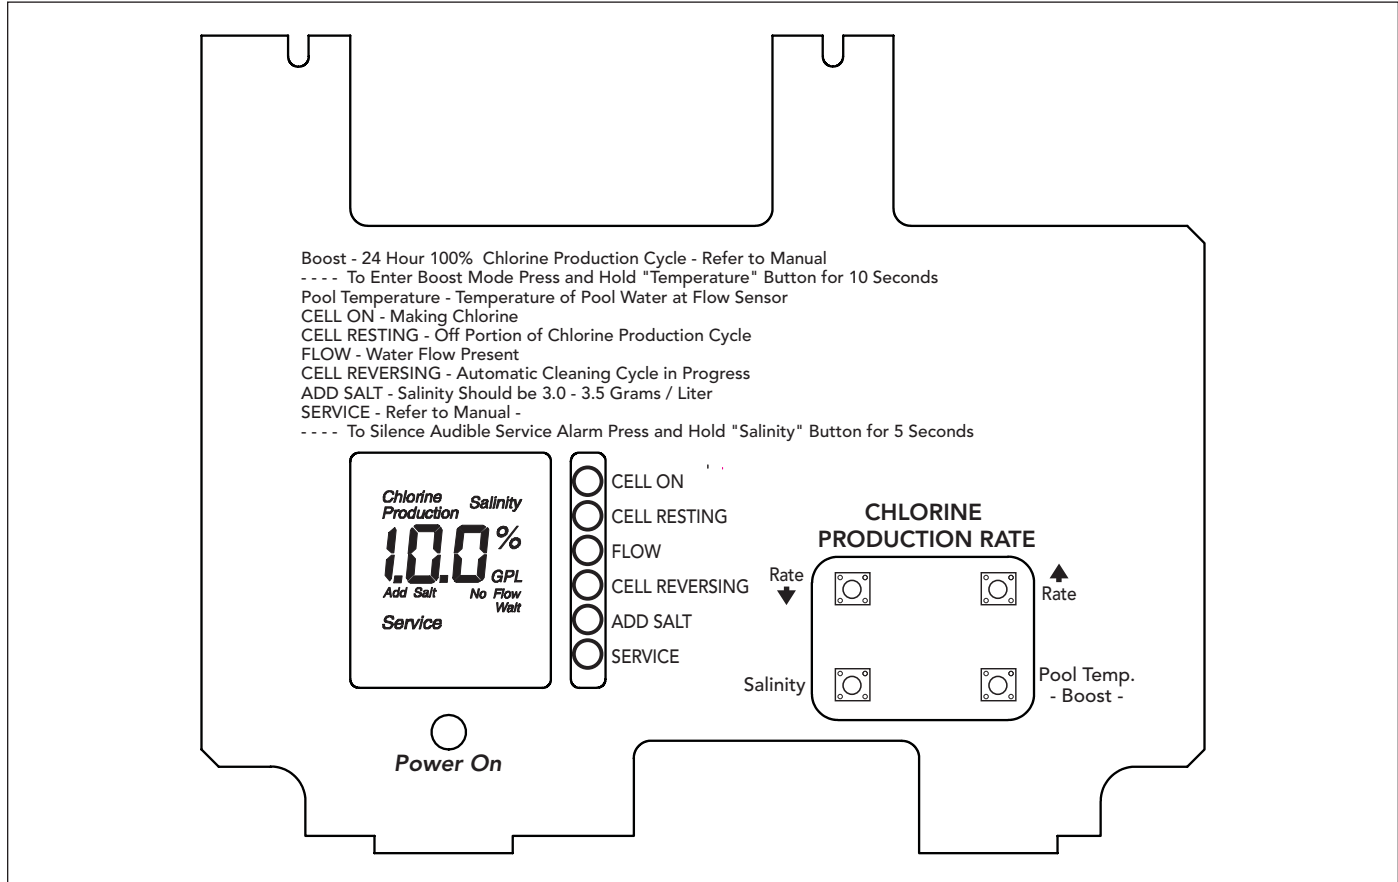 Boost - 24 Hour 100% Chlorine Production Cycle - Refer to Manual
- - - - To Enter Boost Mode Press and Hold "Temperature" Button for 10 Seconds
Pool Temperature - Temperature of Pool Water at Flow Sensor
CELL ON - Making Chlorine
CELL RESTING - Off Portion of Chlorine Production Cycle
FLOW - Water Flow Present
CELL REVERSING - Automatic Cleaning Cycle in Progress
ADD SALT - Salinity Should be 3.0 - 3.5 Grams / Liter
SERVICE - Refer to Manual -
- - - - To Silence Audible Service Alarm Press and Hold "Salinity" Button for 5 Seconds
Chlorine
Production
Salinity
1.0.0
%
GPL
Add Salt
No Flow
Wait
Service
CELL ON
CELL RESTING
FLOW
CELL REVERSING
ADD SALT
SERVICE
Power On
CHLORINE
PRODUCTION RATE
Rate
Rate
Salinity
Pool Temp.
- Boost -